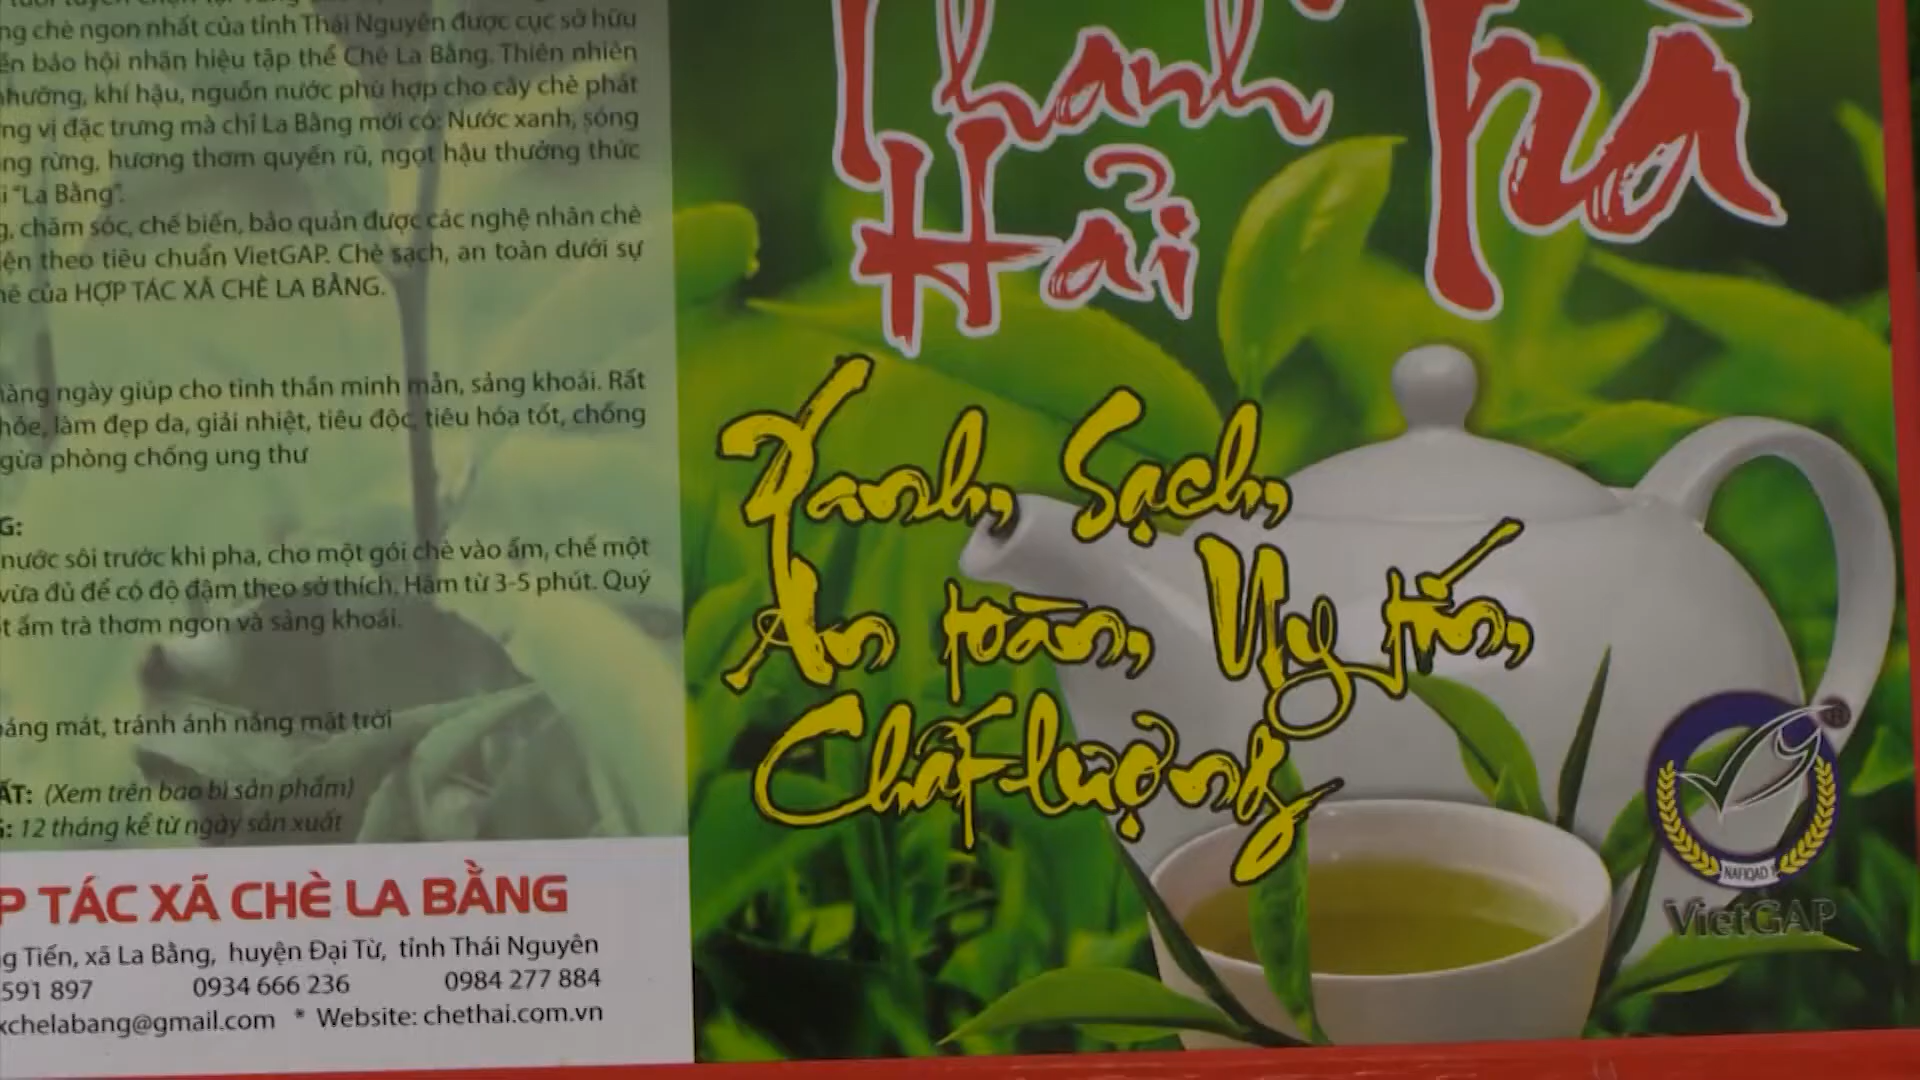 ng chè ngon nhất của tỉnh Thái Nguyên được cục sở hữu
ến bảo hội nhãn hiệu tập thể Chè La Bằng. Thiên nhiên
nhưỡng, khí hậu, nguồn nước phù hợp cho cây chè phát
ng vị đặc trưng mà chỉ La Bằng mới có: Nước xanh, sóng
ng rừng, hương thơm quyến rũ, ngọt hậu thưởng thức
i "La Bằng".
g, chăm sóc, chế biến, bảo quản được các nghệ nhân chè
ện theo tiêu chuẩn VietGAP. Chè sạch, an toàn dưới sự
hẽ của HỢP TÁC XÃ CHÈ LA BẰNG.
hàng ngày giúp cho tinh thần minh mẫn, sảng khoái. Rất
hỏe, làm đẹp da, giải nhiệt, tiêu độc, tiêu hóa tốt, chống
gừa phòng chống ung thư
G:
nước sôi trước khi pha, cho một gói chè vào ấm, chế một
vừa đủ để có độ đậm theo sở thích. Hãm từ 3-5 phút. Quý
t ấm trà thơm ngon và sảng khoái.
oáng mát, tránh ánh nắng mặt trời
ẤT: (Xem trên bao bì sản phẩm)
G: 12 tháng kể từ ngày sản xuất
P TÁC XÃ CHÈ LA BẰNG
g Tiến, xã La Bằng, huyện Đại Từ, tỉnh Thái Nguyên
591 897 0934 666 236 0984 277 884
xchelabang@gmail.com * Website: chethai.com.vn
Thanh Trà
Hải
Xanh, Sạch,
An toàn, Uy tín,
Chất lượng
®
NAFIQAD 1
VietGAP